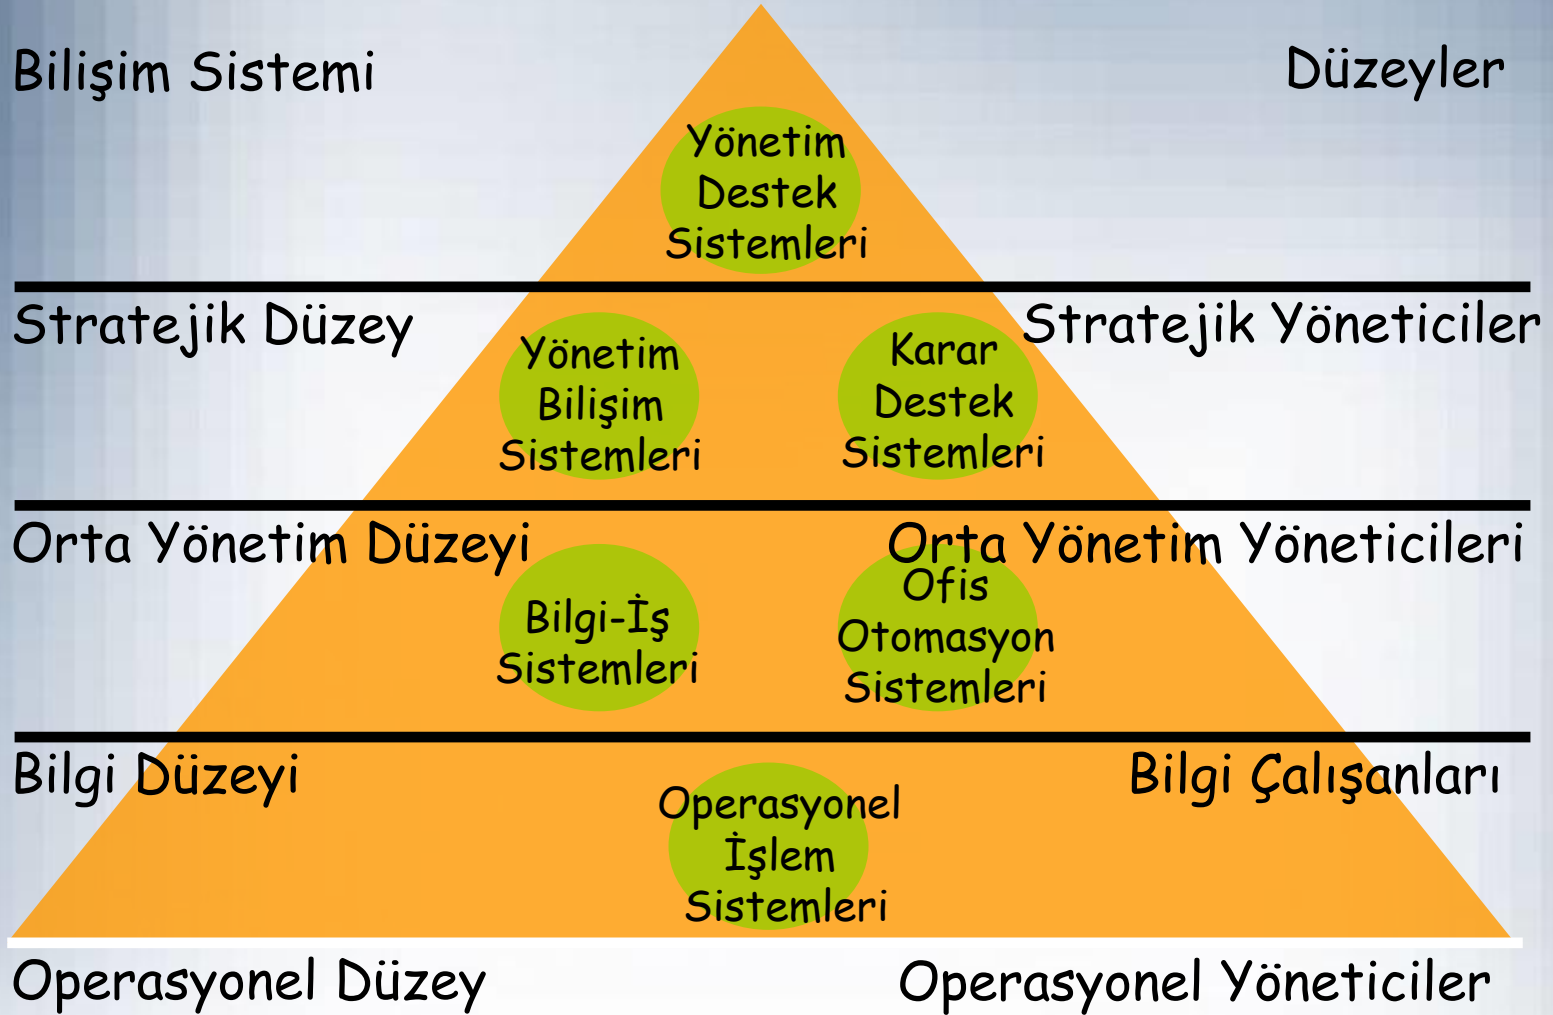 Bilişim Sistemi
Düzeyler
Yönetim
Destek
Sistemleri
Stratejik Düzey
Stratejik Yöneticiler
Yönetim
Bilişim
Sistemleri
Karar
Destek
Sistemleri
Orta Yönetim Düzeyi
Orta Yönetim Yöneticileri
Bilgi-İş
Sistemleri
Ofis
Otomasyon
Sistemleri
Bilgi Düzeyi
Bilgi Çalışanları
Operasyonel
İşlem
Sistemleri
Operasyonel Düzey
Operasyonel Yöneticiler